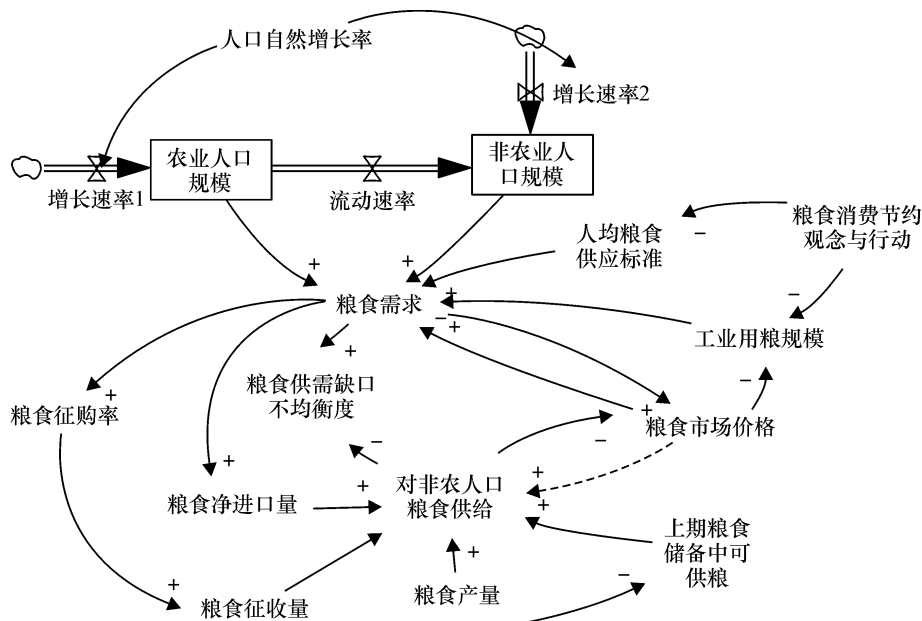 人口自然增长率
增长速率2
农业人口
规模
非农业人
口规模
增长速率1
流动速率
粮食消费节约
观念与行动
人均粮食
供应标准
−
−
+
+
粮食需求
+
−
+
+
工业用粮规模
粮食供需缺口
不均衡度
−
+
粮食征购率
+
粮食市场价格
−
−
+
+
对非农人口
粮食供给
+
粮食净进口量
+
上期粮食
储备中可
供粮
+
+
−
粮食产量
粮食征收量